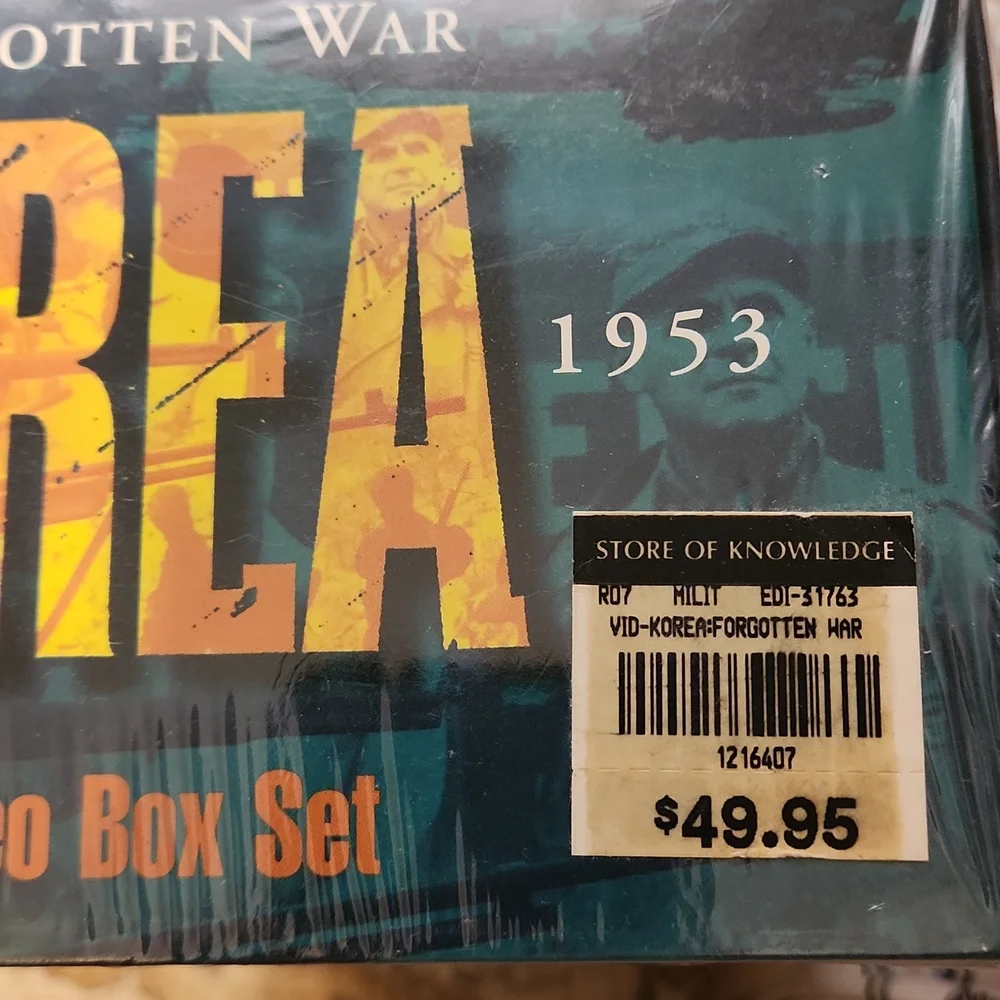 OTTEN WAR
REA
1953
STORE OF KNOWLEDGE
R07 MILIT EDI-31763
VID-KOREA:FORGOTTEN WAR
1216407
$49.95
eo Box Set